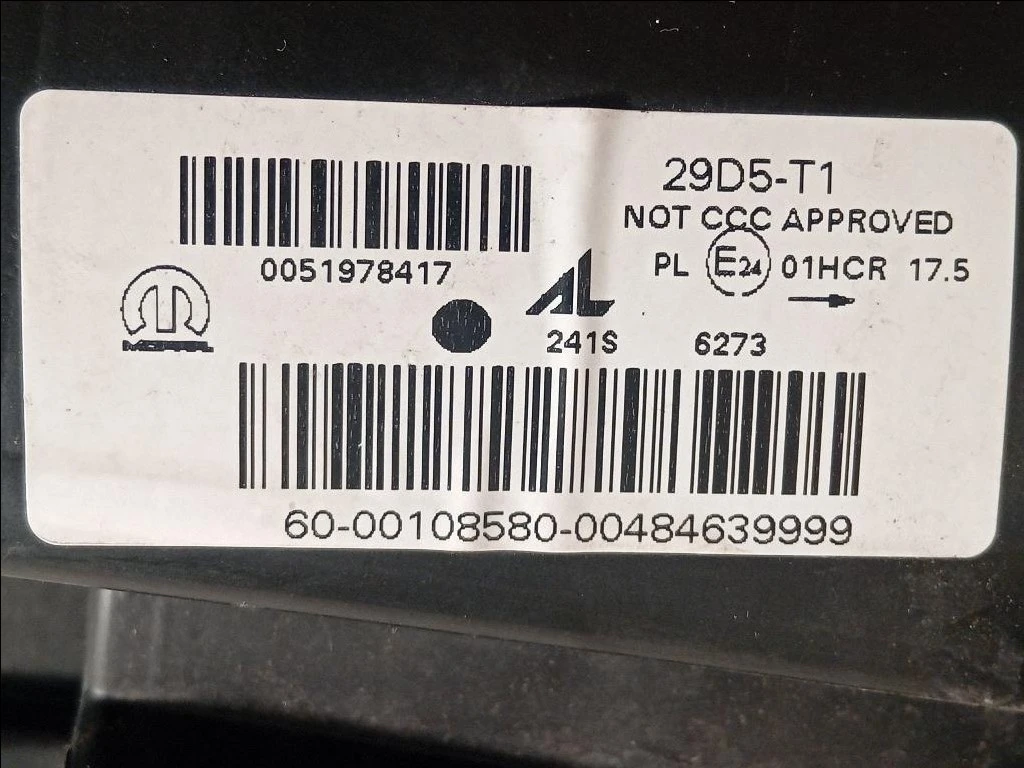 29D5-T1
NOT CCC APPROVED
0051978417
PL E24 01HCR 17.5
MOPAR
AL
241S 6273
60-00108580-00484639999